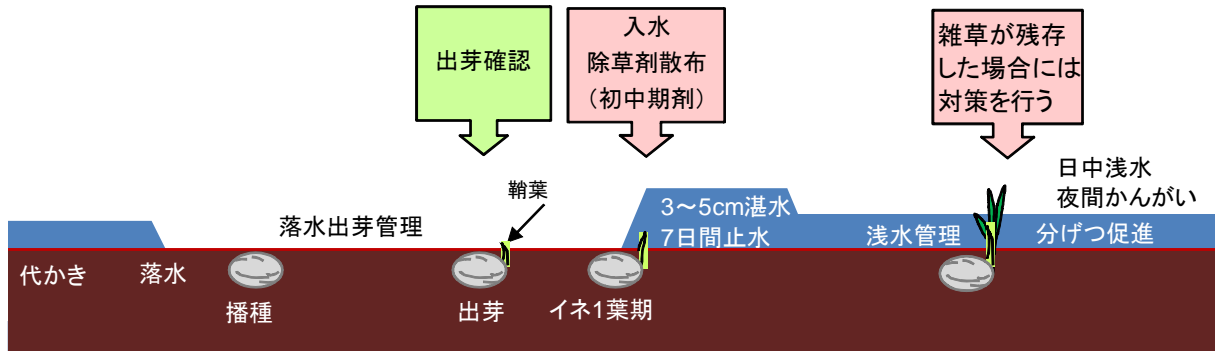 出芽確認
入水
除草剤散布
（初中期剤）
雑草が残存
した場合には
対策を行う
鞘葉
日中浅水
夜間かんがい
落水出芽管理
3～5cm湛水
7日間止水
浅水管理
分げつ促進
代かき
落水
播種
出芽
イネ1葉期